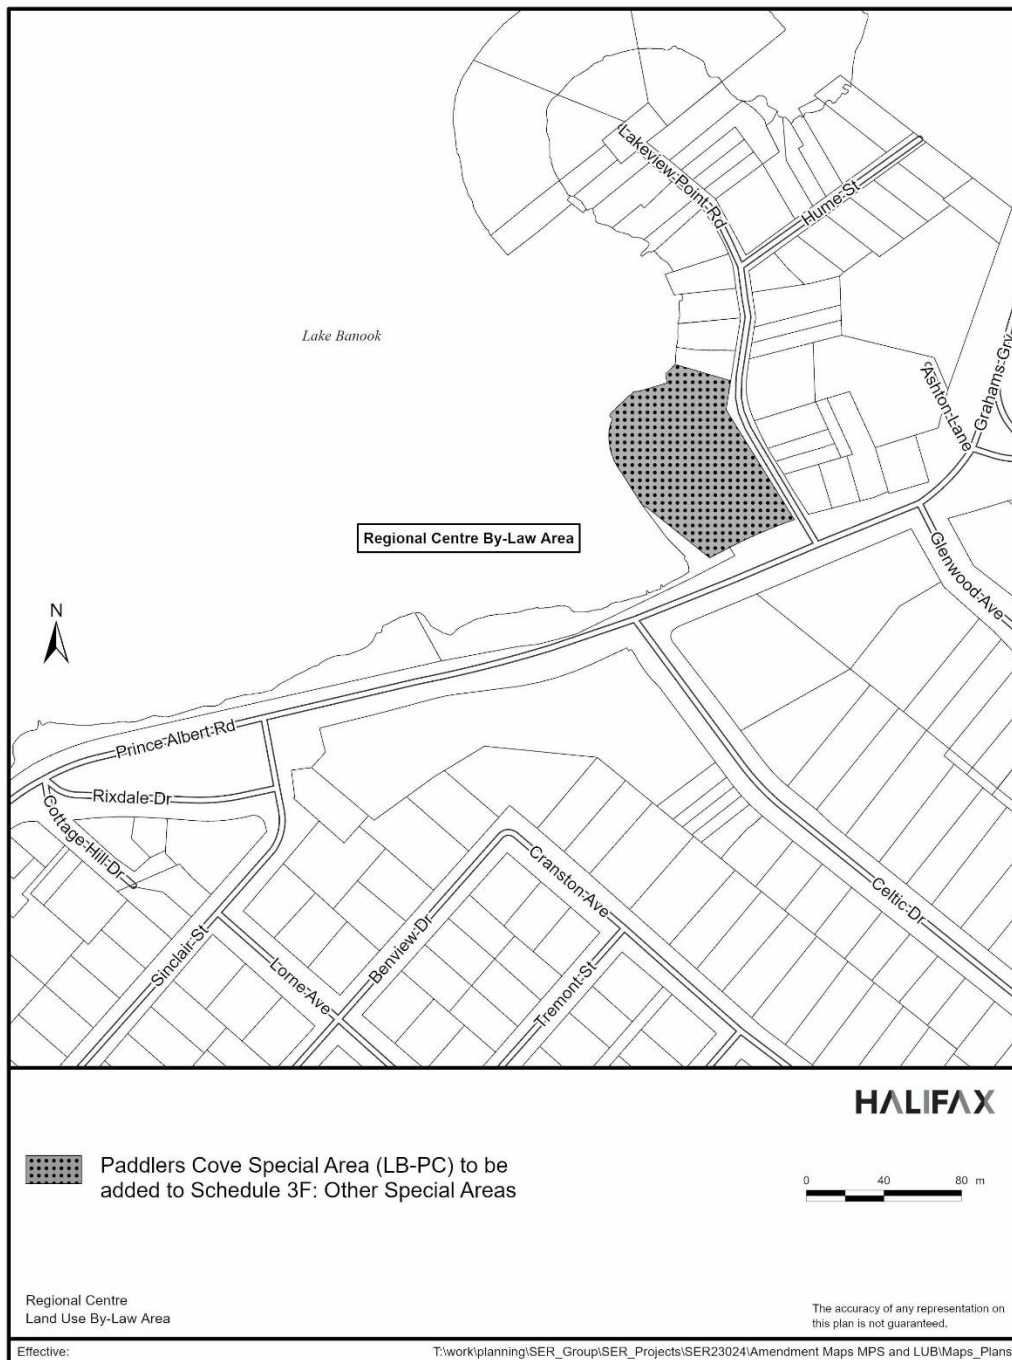 Lakeview Point Rd
Hume St
Lake Banook
Grahams Grv
Ashton Lane
Regional Centre By-Law Area
Glenwood Ave
N
Prince Albert Rd
Rixdale Dr
Cottage Hill Dr
Cranston Ave
Celtic Dr
Benview Dr
Sinclair St
Lorne Ave
Tremont St
HALIFAX
Paddlers Cove Special Area (LB-PC) to be
added to Schedule 3F: Other Special Areas
0 40 80 m
Regional Centre
Land Use By-Law Area
The accuracy of any representation on
this plan is not guaranteed.
Effective:
T:\work\planning\SER_Group\SER_Projects\SER23024\Amendment Maps MPS and LUB\Maps_Plans